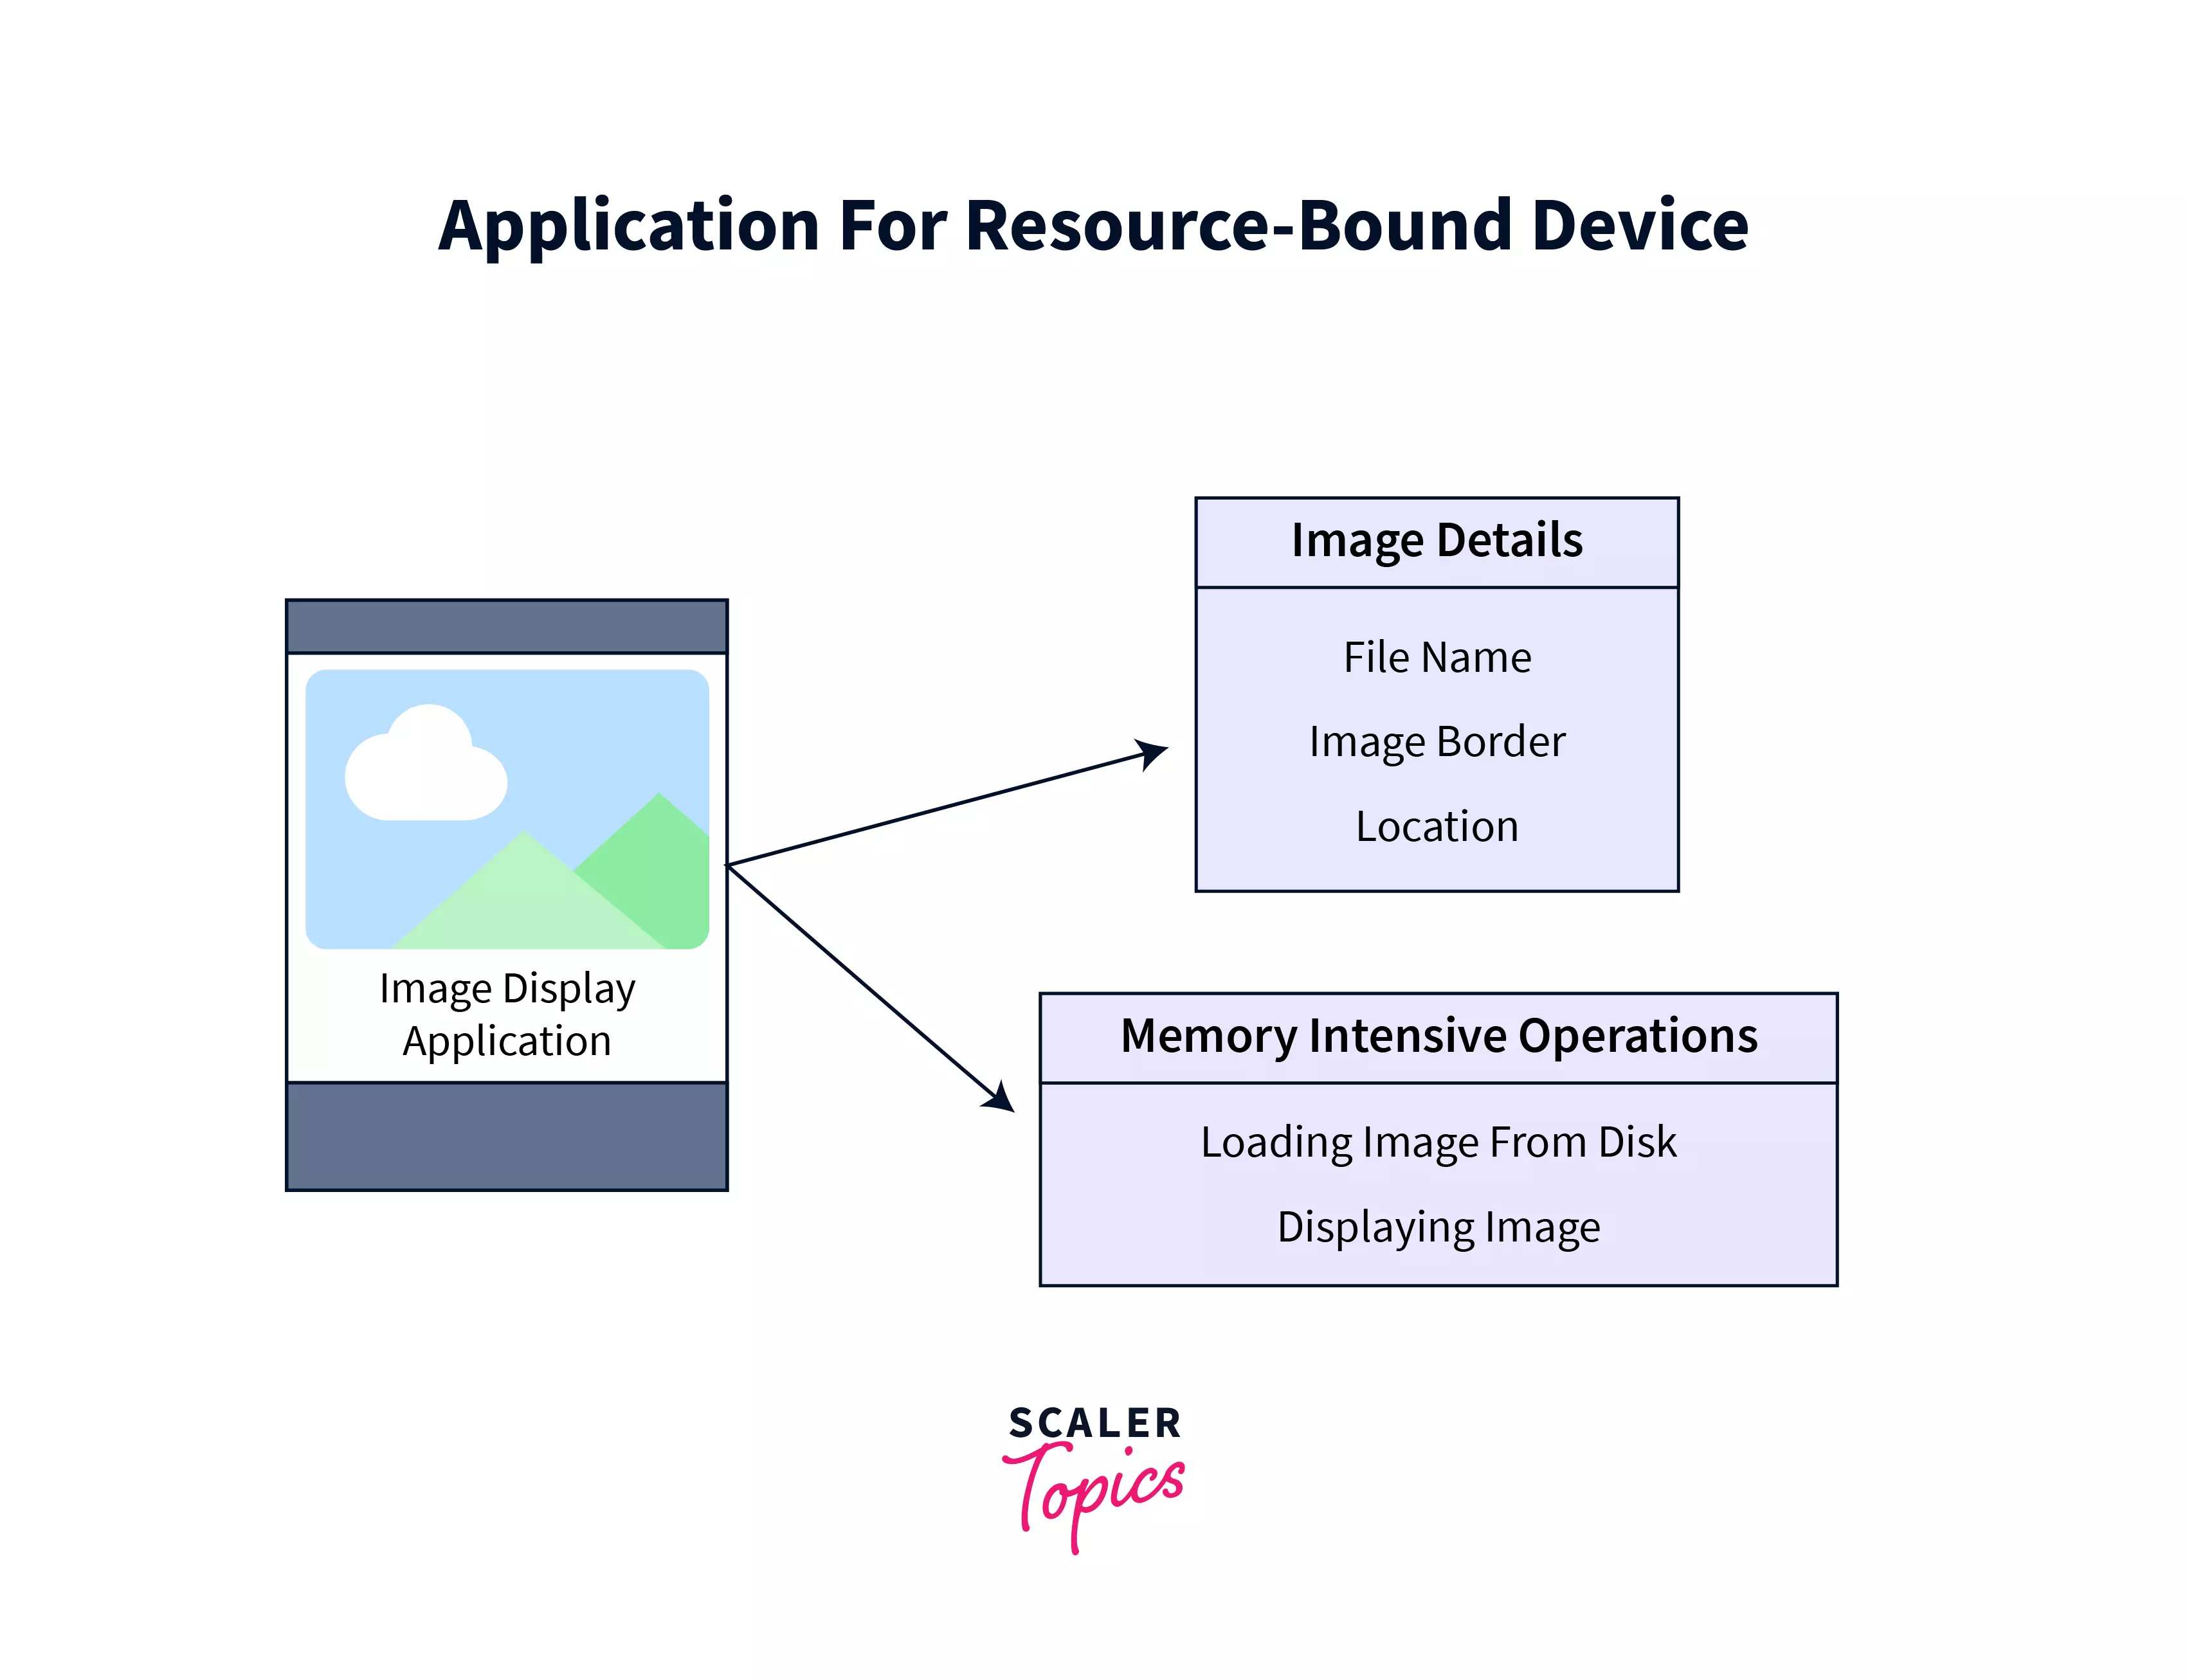 Application For Resource-Bound Device
Image Display
Application
Image Details
File Name
Image Border
Location
Memory Intensive Operations
Loading Image From Disk
Displaying Image
SCALER
Topics